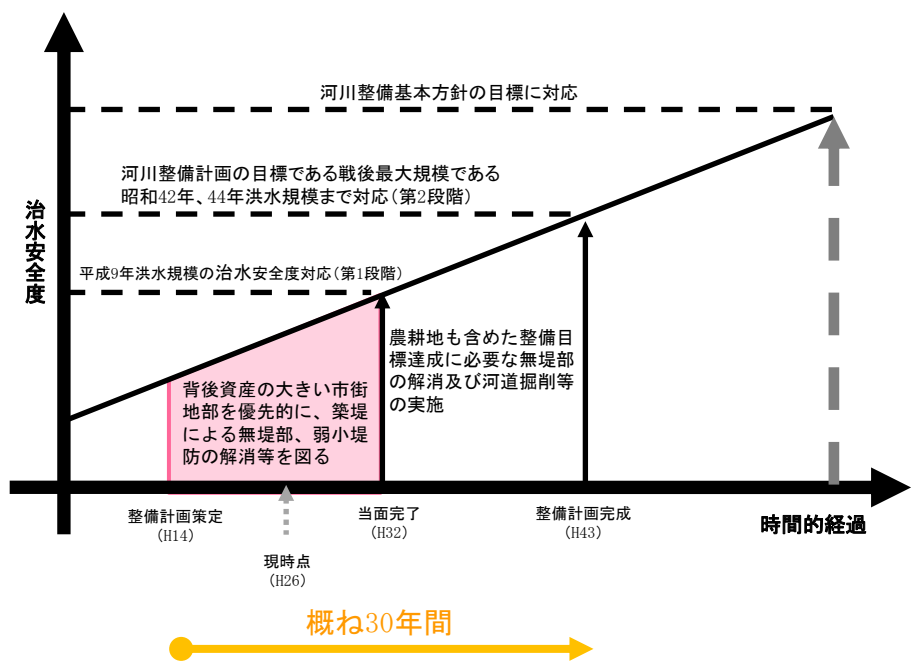 河川整備基本方針の目標に対応
河川整備計画の目標である戦後最大規模である
昭和42年、44年洪水規模まで対応（第2段階）
治水安全度
平成9年洪水規模の治水安全度対応（第1段階）
農耕地も含めた整備目
標達成に必要な無堤部
の解消及び河道掘削等
の実施
背後資産の大きい市街
地部を優先的に、築堤
による無堤部、弱小堤
防の解消等を図る
整備計画策定
（H14）
当面完了
（H32）
整備計画完成
（H43）
時間的経過
現時点
（H26）
概ね30年間